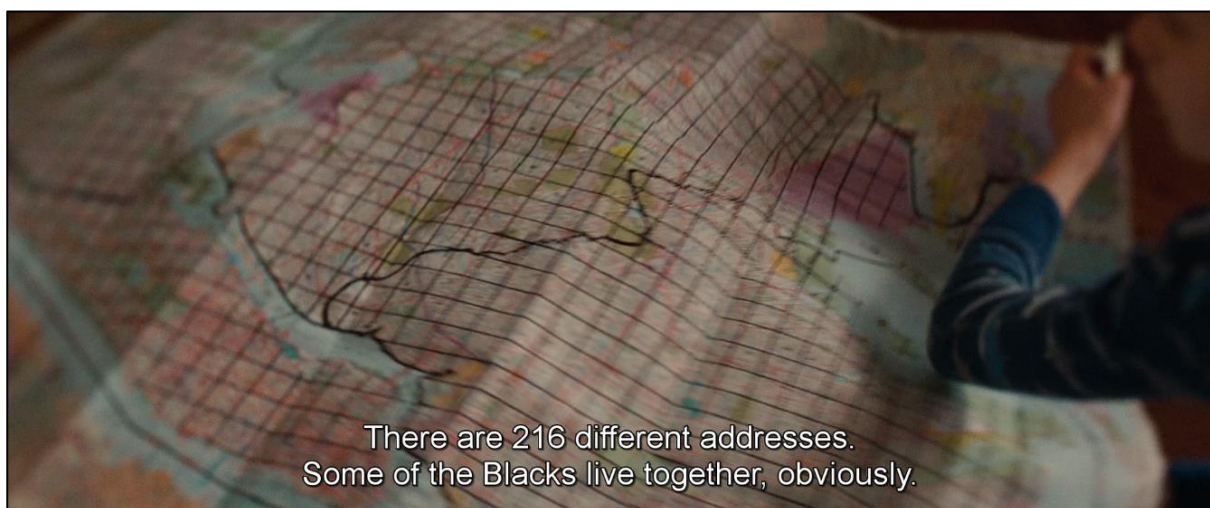 There are 216 different addresses.
Some of the Blacks live together, obviously.